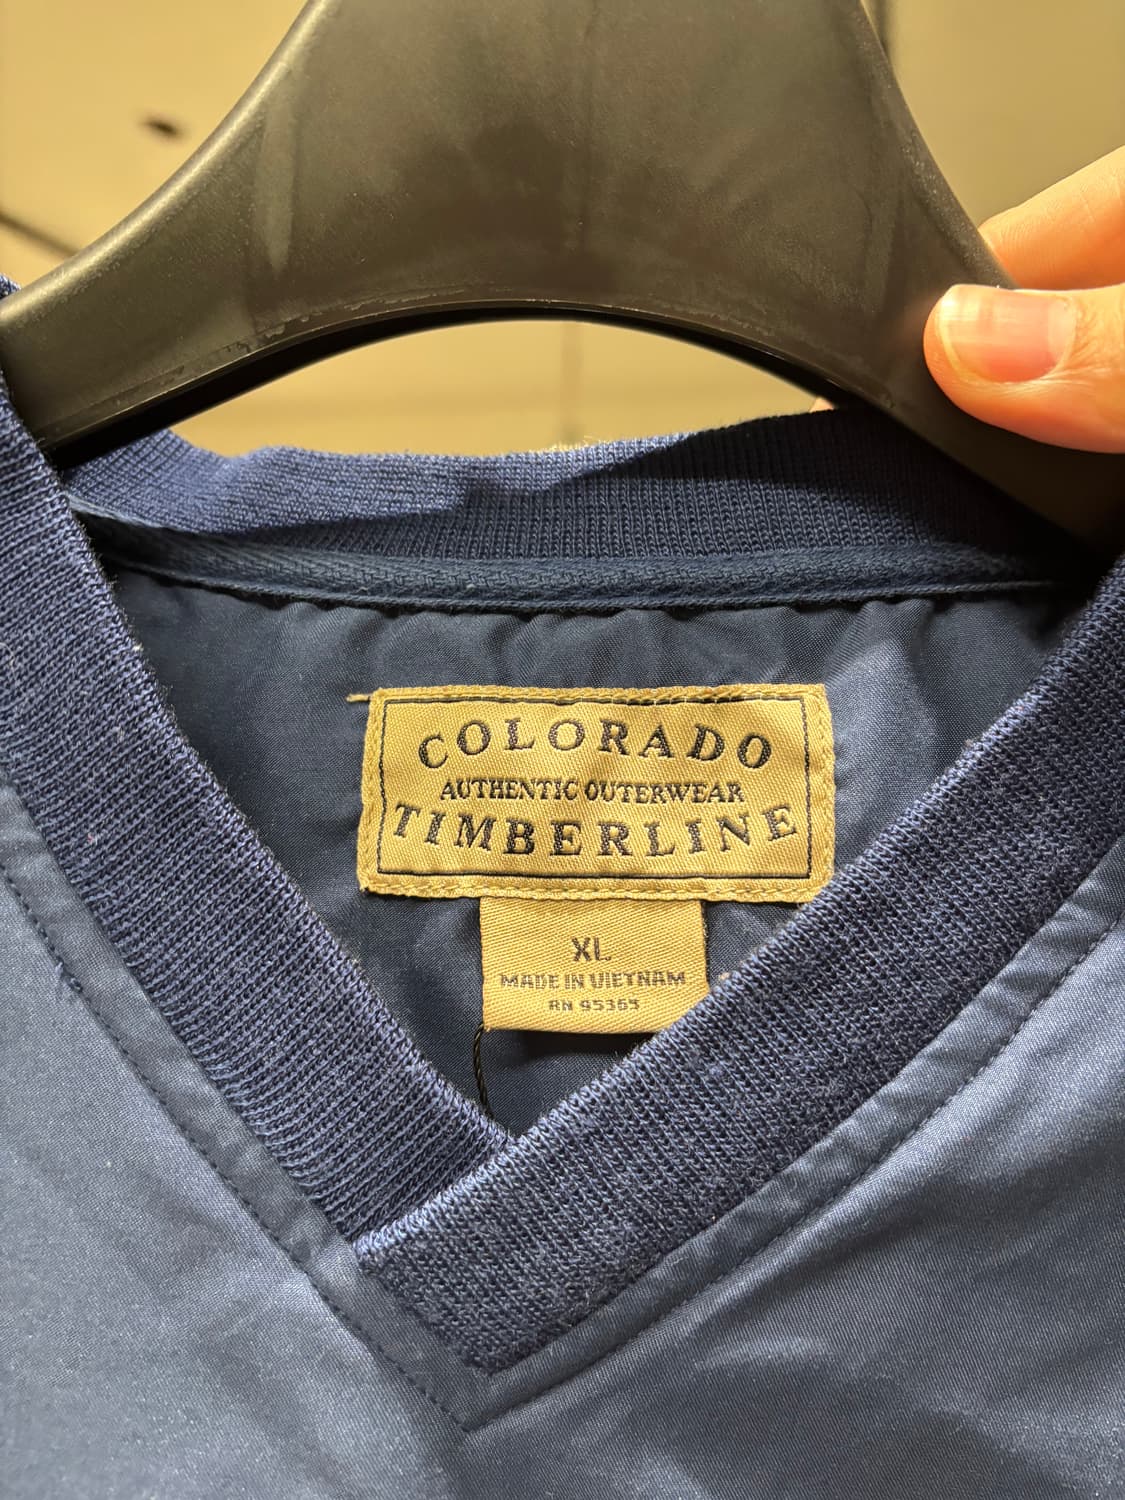 COLORADO
AUTHENTIC OUTERWEAR
TIMBERLINE
XL
MADE IN VIETNAM
RN 95365